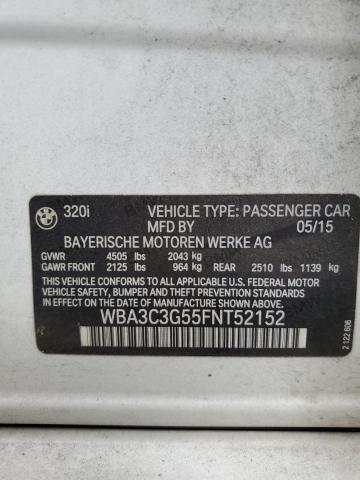 BMW 320i VEHICLE TYPE: PASSENGER CAR
MFD BY 05/15
BAYERISCHE MOTOREN WERKE AG
GVWR 4505 lbs 2043 kg
GAWR FRONT 2125 lbs 964 kg REAR 2510 lbs 1139 kg
THIS VEHICLE CONFORMS TO ALL APPLICABLE U.S. FEDERAL MOTOR
VEHICLE SAFETY, BUMPER AND THEFT PREVENTION STANDARDS
IN EFFECT ON THE DATE OF MANUFACTURE SHOWN ABOVE.
WBA3C3G55FNT52152
2 122 606